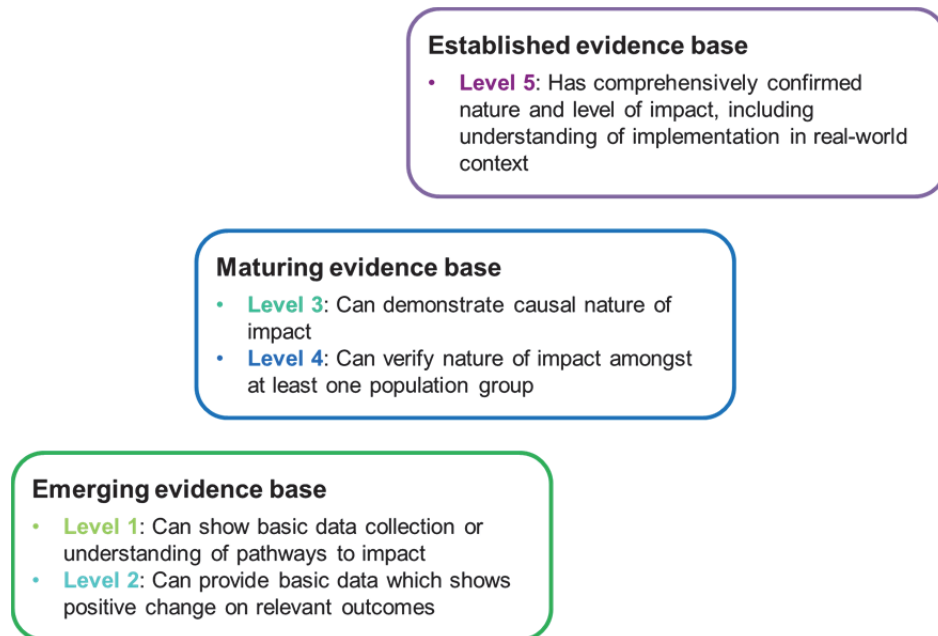 Established evidence base
• Level 5: Has comprehensively confirmed
nature and level of impact, including
understanding of implementation in real-world
context
Maturing evidence base
• Level 3: Can demonstrate causal nature of
impact
• Level 4: Can verify nature of impact amongst
at least one population group
Emerging evidence base
• Level 1: Can show basic data collection or
understanding of pathways to impact
• Level 2: Can provide basic data which shows
positive change on relevant outcomes